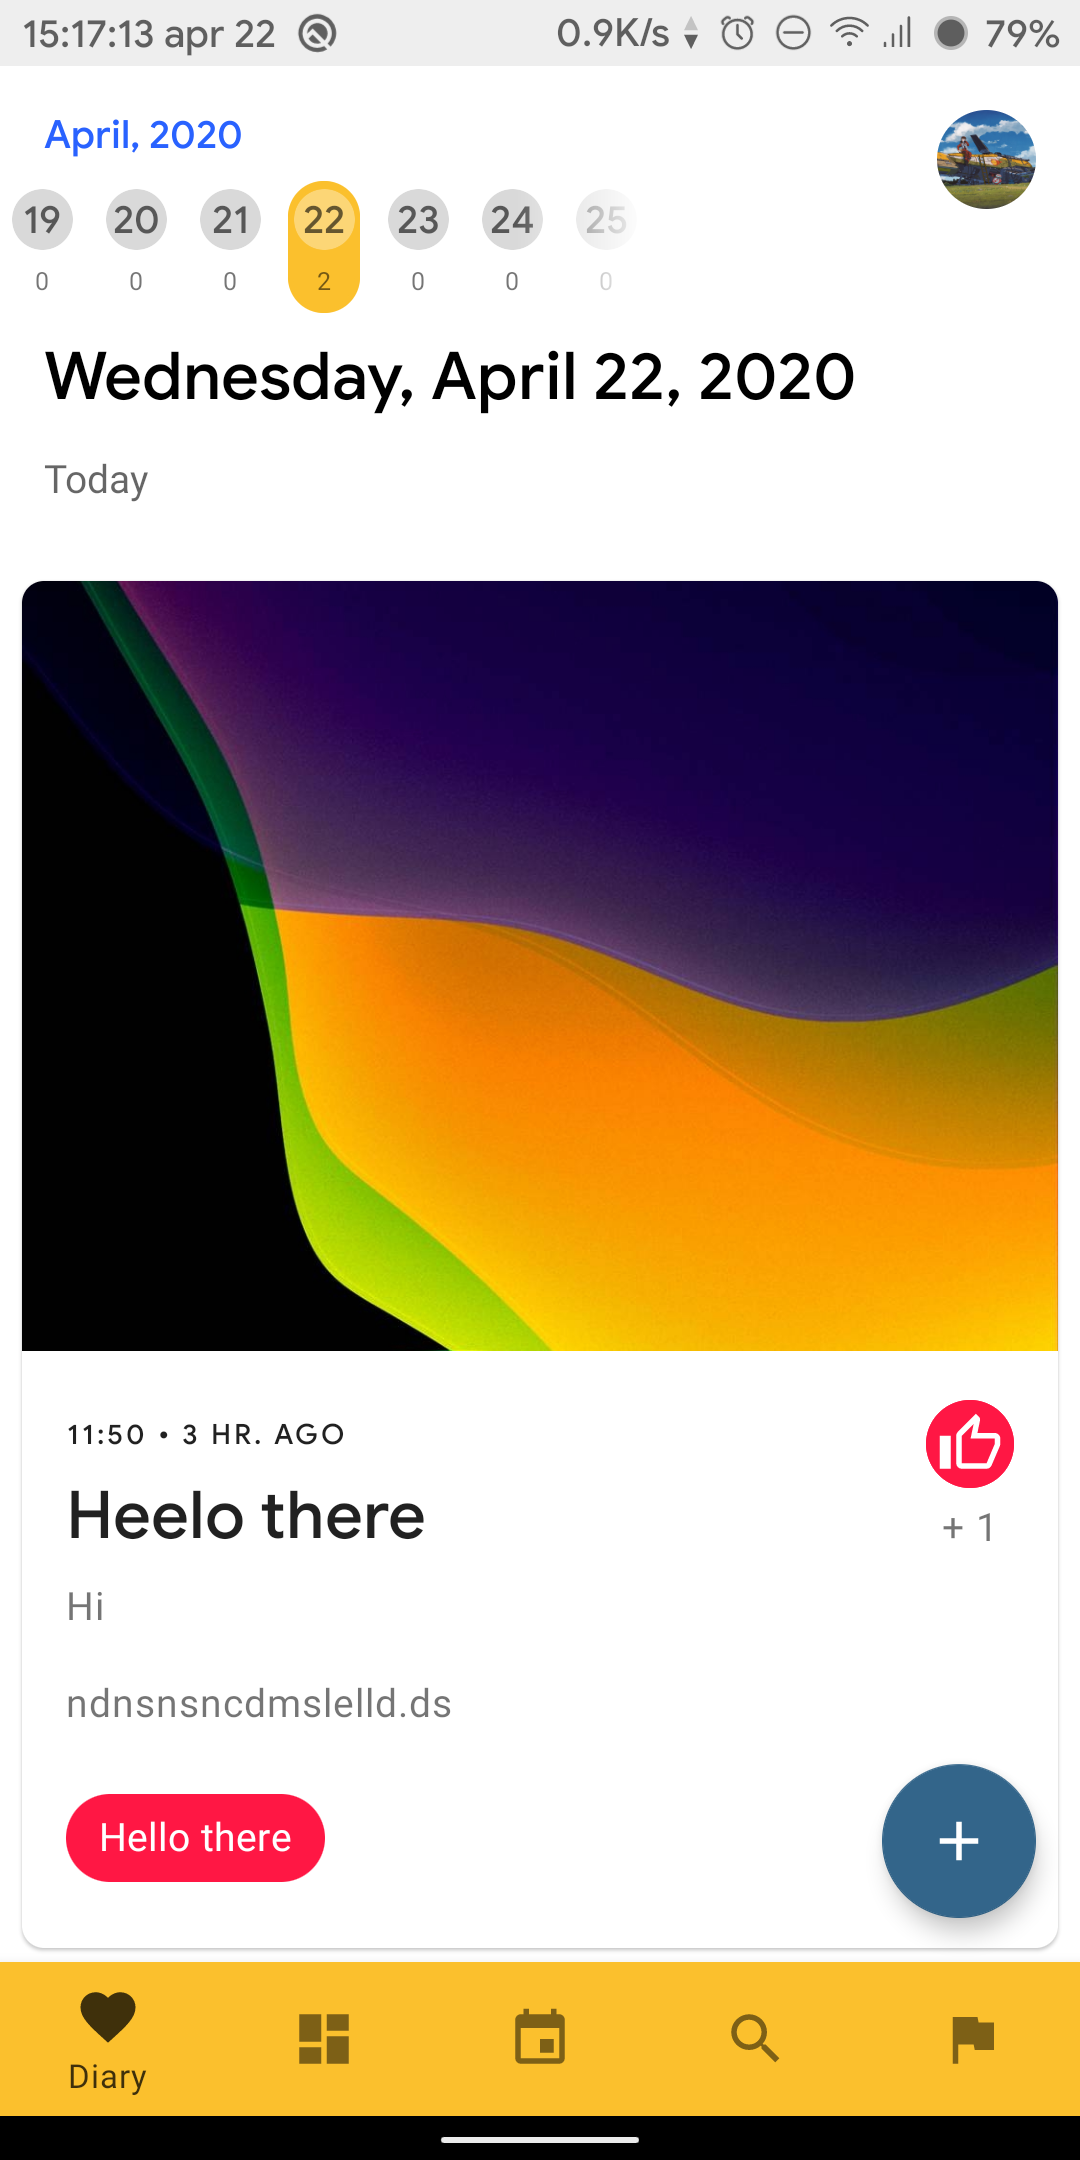 15:17:13 apr 22 0.9K/s 79%
April, 2020
19 20 21 22 23 24 25
0 0 0 2 0 0 0
Wednesday, April 22, 2020
Today
11:50 • 3 HR. AGO
Heelo there
+ 1
Hi
ndnsnsncdmslelld.ds
Hello there
Diary